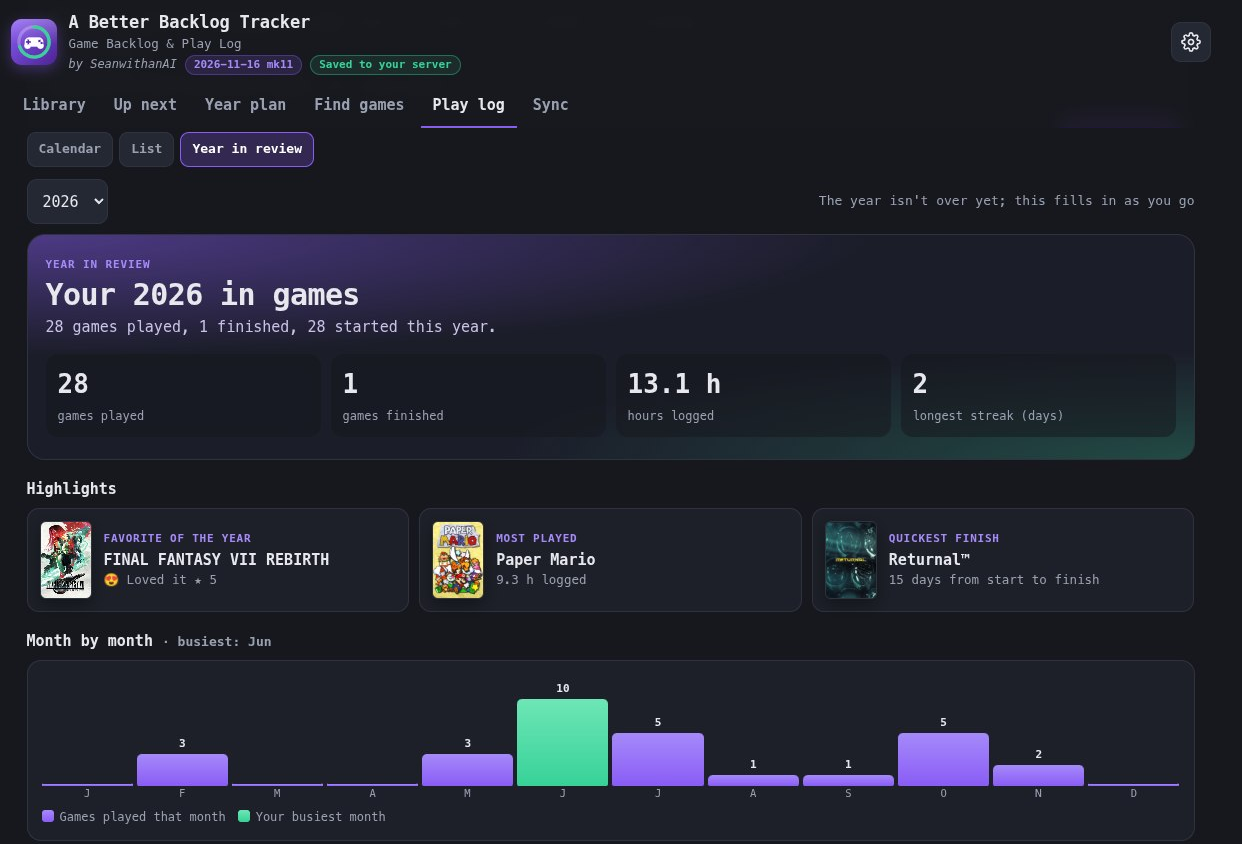 A Better Backlog Tracker
Game Backlog & Play Log
by SeanwithanAI 2026-11-16 mk11 Saved to your server
Library Up next Year plan Find games Play log Sync
Calendar List Year in review
2026 The year isn't over yet; this fills in as you go
YEAR IN REVIEW
Your 2026 in games
28 games played, 1 finished, 28 started this year.
28 1 13.1 h 2
games played games finished hours logged longest streak (days)
Highlights
FAVORITE OF THE YEAR
FINAL FANTASY VII REBIRTH
😍 Loved it ★ 5
PAPER MARIO
MOST PLAYED
Paper Mario
9.3 h logged
RETURNAL
QUICKEST FINISH
Returnal™
15 days from start to finish
Month by month · busiest: Jun
3 3 10 5 1 1 5 2
J F M A M J J A S O N D
Games played that month Your busiest month